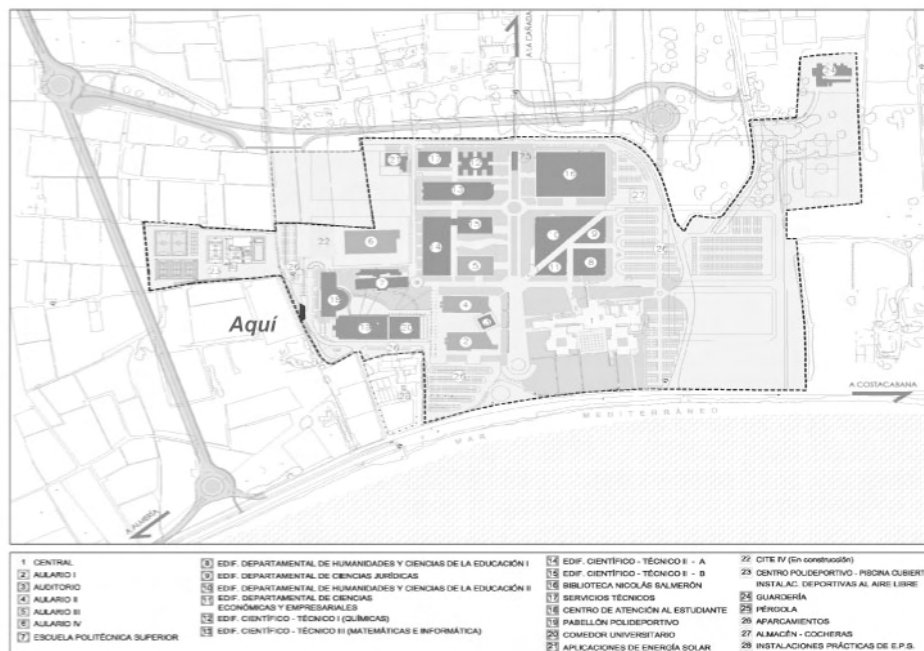 A LA CAÑADA
Aquí
A COSTACABANA
MAR MEDITERRÁNEO
A ALMERÍA
1 CENTRAL
2 AULARIO I
3 AUDITORIO
4 AULARIO II
5 AULARIO III
6 AULARIO IV
7 ESCUELA POLITÉCNICA SUPERIOR
8 EDIF. DEPARTAMENTAL DE HUMANIDADES Y CIENCIAS DE LA EDUCACIÓN I
9 EDIF. DEPARTAMENTAL DE CIENCIAS JURÍDICAS
10 EDIF. DEPARTAMENTAL DE HUMANIDADES Y CIENCIAS DE LA EDUCACIÓN II
11 EDIF. DEPARTAMENTAL DE CIENCIAS
ECONÓMICAS Y EMPRESARIALES
12 EDIF. CIENTÍFICO - TÉCNICO I (QUÍMICAS)
13 EDIF. CIENTÍFICO - TÉCNICO III (MATEMÁTICAS E INFORMÁTICA)
14 EDIF. CIENTÍFICO - TÉCNICO II - A
15 EDIF. CIENTÍFICO - TÉCNICO II - B
16 BIBLIOTECA NICOLÁS SALMERÓN
17 SERVICIOS TÉCNICOS
18 CENTRO DE ATENCIÓN AL ESTUDIANTE
19 PABELLÓN POLIDEPORTIVO
20 COMEDOR UNIVERSITARIO
21 APLICACIONES DE ENERGÍA SOLAR
22 CITE IV (En construcción)
23 CENTRO POLIDEPORTIVO - PISCINA CUBIERT
INSTALAC. DEPORTIVAS AL AIRE LIBRE
24 GUARDERÍA
25 PÉRGOLA
26 APARCAMIENTOS
27 ALMACÉN - COCHERAS
28 INSTALACIONES PRÁCTICAS DE E.P.S.